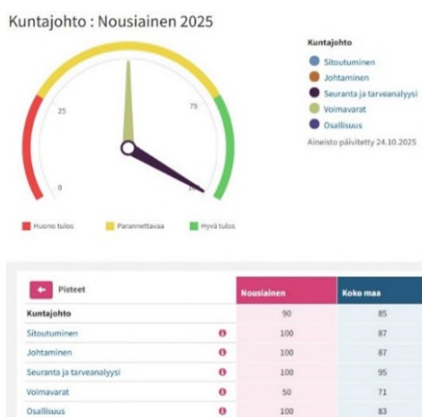 Kuntajohto : Nousiainen 2025
Kuntajohto
Sitoutuminen
Johtaminen
Seuranta ja tarveanalyysi
Voimavarat
Osallisuus
Aineisto päivitetty 24.10.2025
25
75
0
Huono tulos
Parannettavaa
Hyvä tulos
Pisteet
Nousiainen
Koko maa
Kuntajohto 90 85
Sitoutuminen 100 87
Johtaminen 100 87
Seuranta ja tarveanalyysi 100 95
Voimavarat 50 71
Osallisuus 100 83